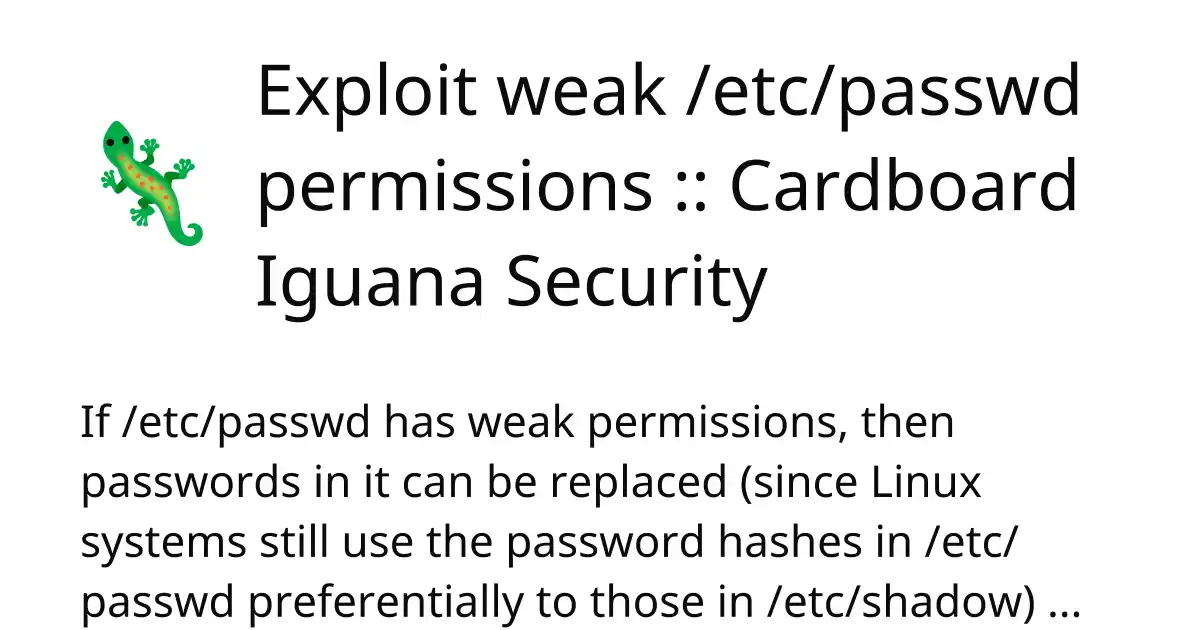 Exploit weak /etc/passwd
permissions :: Cardboard
Iguana Security
If /etc/passwd has weak permissions, then
passwords in it can be replaced (since Linux
systems still use the password hashes in /etc/
passwd preferentially to those in /etc/shadow) ...